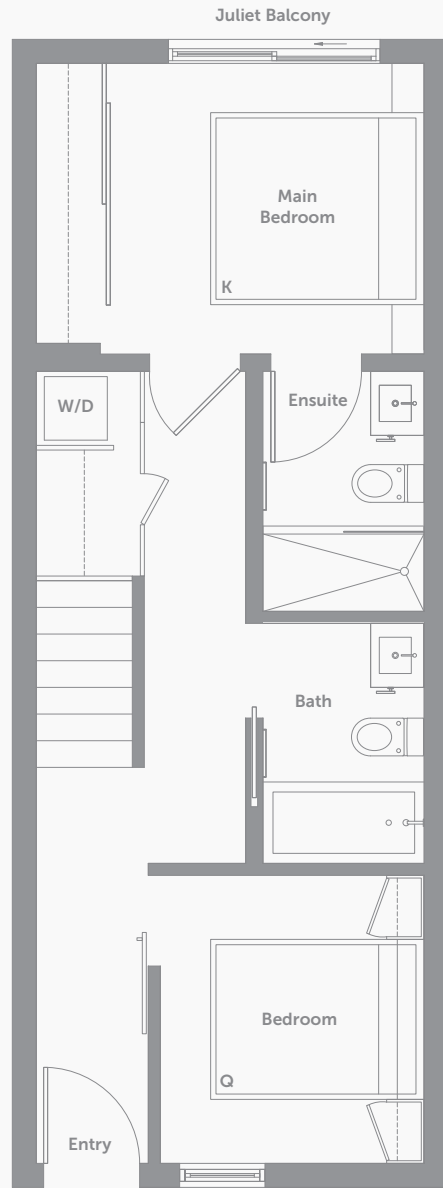 Juliet Balcony
Main
Bedroom
K
W/D
Ensuite
Bath
Bedroom
Q
Entry